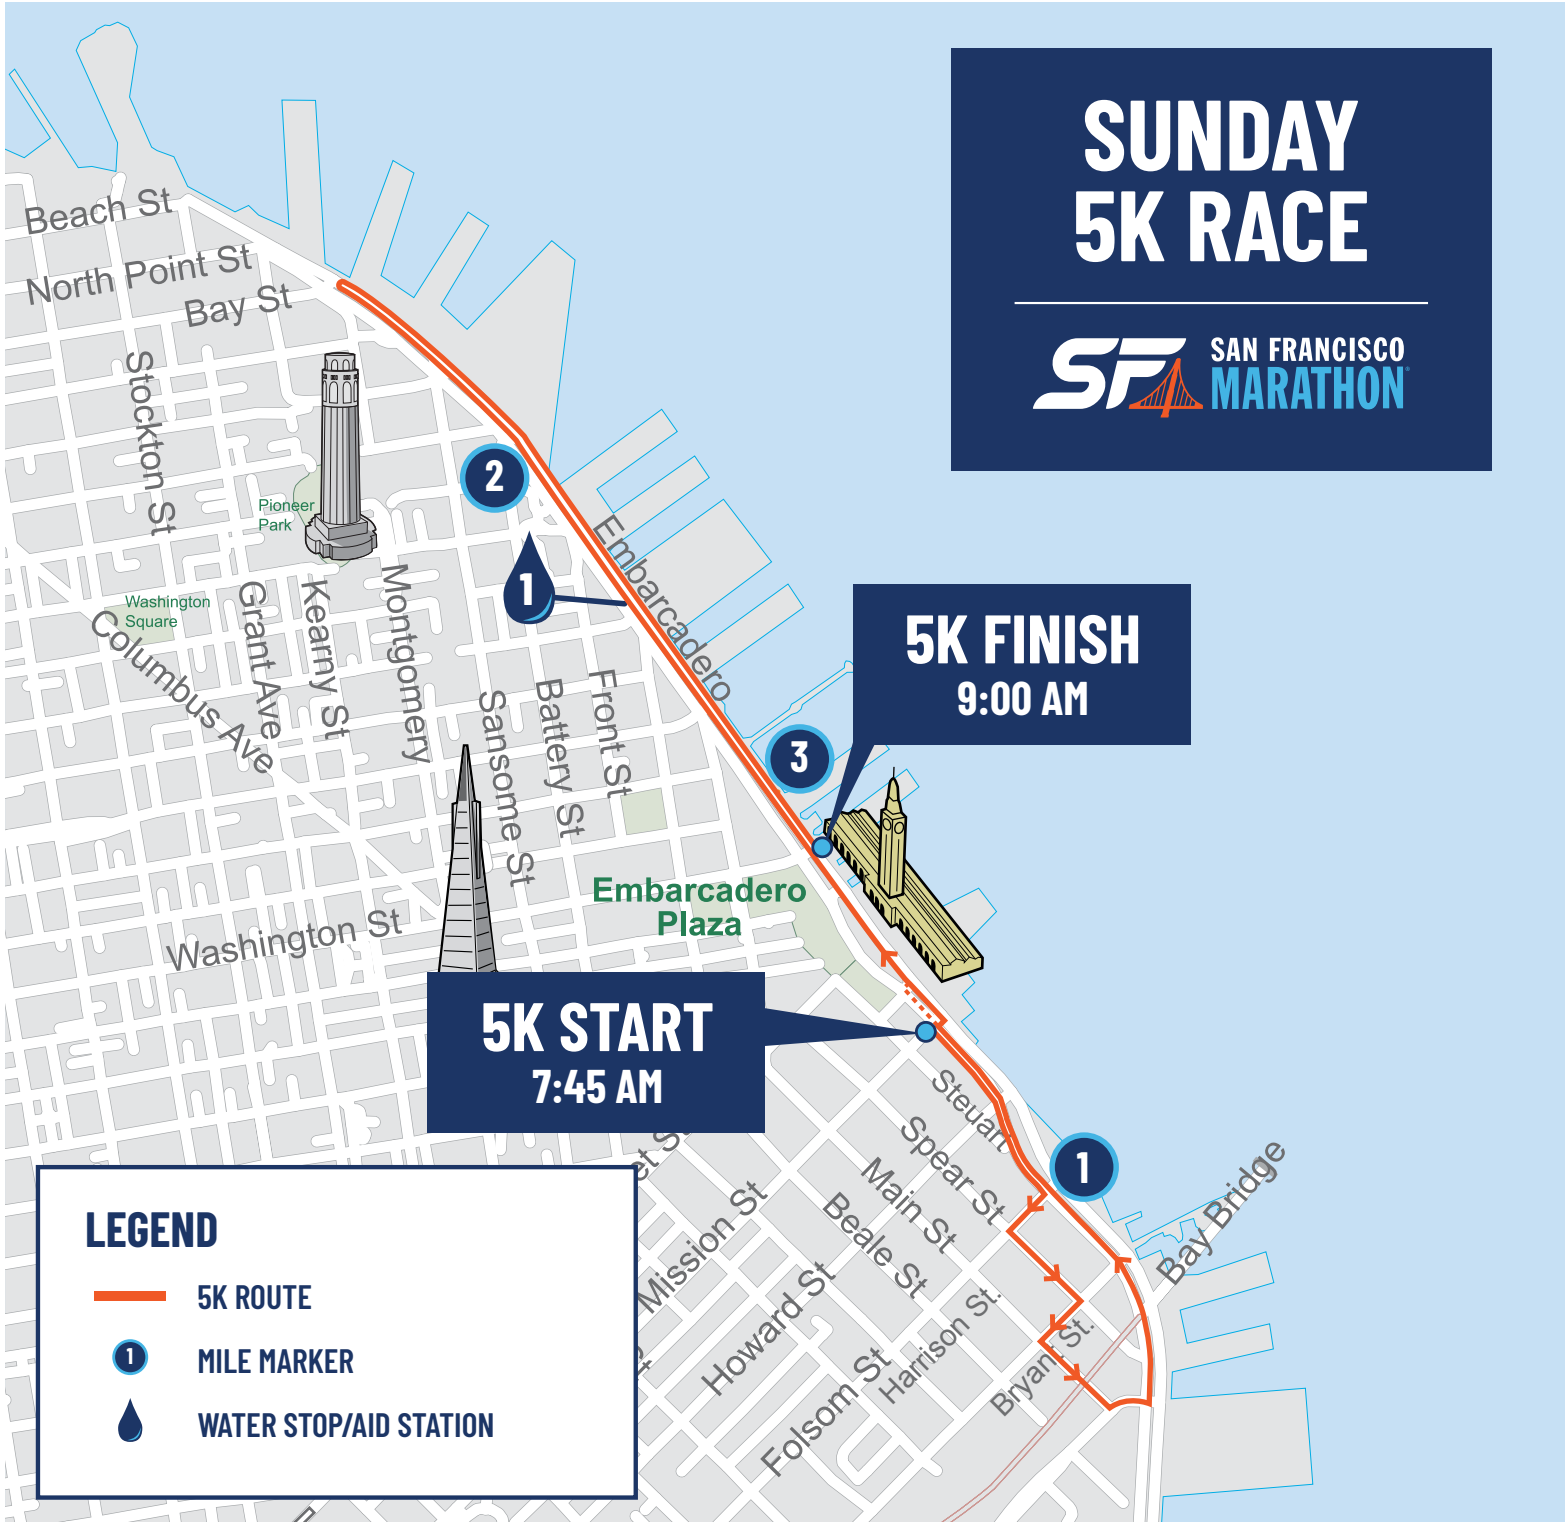 SUNDAY
5K RACE
SF
SAN FRANCISCO
MARATHON
Beach St
North Point St
Bay St
Stockton St
2
Pioneer
Park
Embarcadero
1
Washington
Square
Columbus Ave
Grant Ave
Kearny St
Montgomery
Sansome St
Battery St
Front St
5K FINISH
9:00 AM
3
Embarcadero
Plaza
Washington St
5K START
7:45 AM
Steuart
Spear St
Main St
Beale St
1
Bay Bridge
et St
Mission St
Howard St
Folsom St
Harrison St.
Bryant St.
LEGEND
5K ROUTE
1
MILE MARKER
WATER STOP/AID STATION